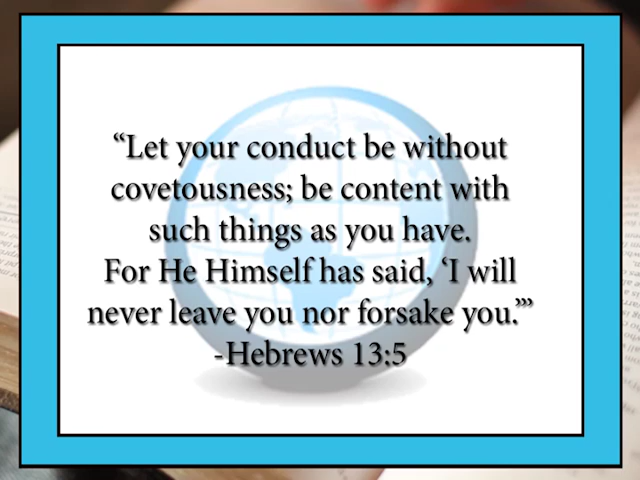 “Let your conduct be without
covetousness; be content with
such things as you have.
For He Himself has said, ‘I will
never leave you nor forsake you.’”
-Hebrews 13:5